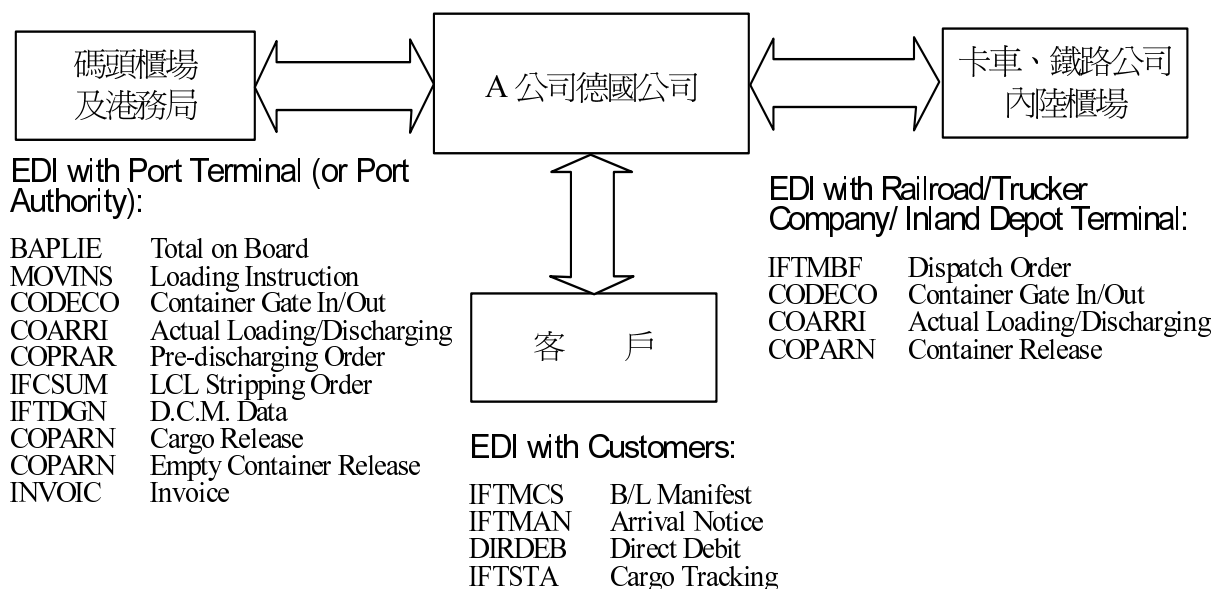 碼頭櫃場
及港務局
A 公司德國公司
卡車、鐵路公司
內陸櫃場
EDI with Port Terminal (or Port
Authority):
BAPLIE Total on Board
MOVINS Loading Instruction
CODECO Container Gate In/Out
COARRI Actual Loading/Discharging
COPRAR Pre-discharging Order
IFCSUM LCL Stripping Order
IFTDGN D.C.M. Data
COPARN Cargo Release
COPARN Empty Container Release
INVOIC Invoice
EDI with Railroad/Trucker
Company/ Inland Depot Terminal:
IFTMBF Dispatch Order
CODECO Container Gate In/Out
COARRI Actual Loading/Discharging
COPARN Container Release
客 戶
EDI with Customers:
IFTMCS B/L Manifest
IFTMAN Arrival Notice
DIRDEB Direct Debit
IFTSTA Cargo Tracking